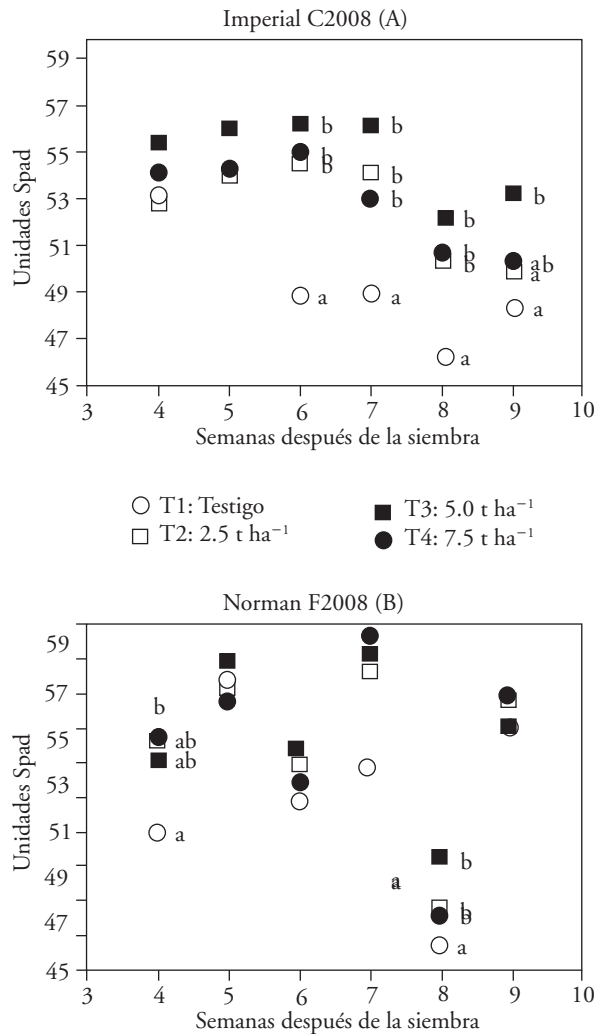 Imperial C2008 (A)
59
57
55
53
51
49
47
45
Unidades Spad
b b
b b
b b
b
b
b
b
b
b
ab
a
a a a a
3 4 5 6 7 8 9 10
Semanas después de la siembra
T1: Testigo T3: 5.0 t ha⁻¹
T2: 2.5 t ha⁻¹ T4: 7.5 t ha⁻¹
Norman F2008 (B)
59
57
55
53
51
49
47
45
Unidades Spad
b
ab
ab
a
a
a
b
b
b
a
3 4 5 6 7 8 9 10
Semanas después de la siembra